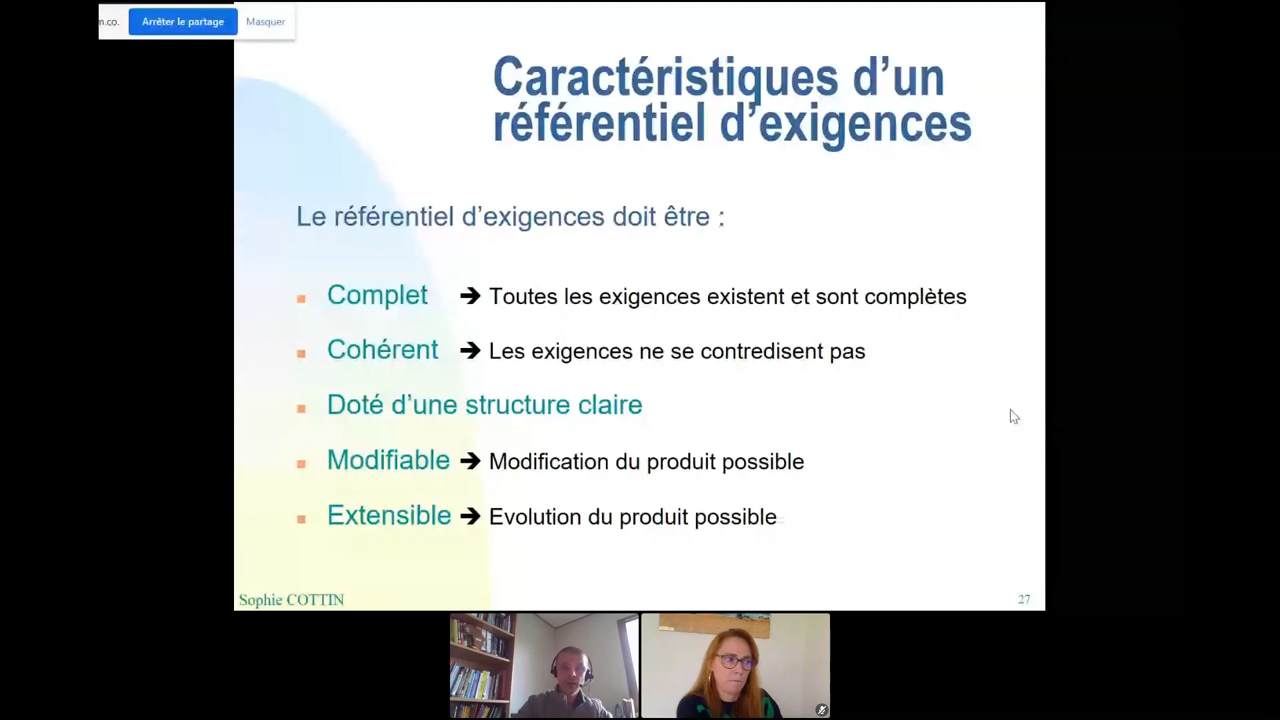 m.co. Arrêter le partage Masquer
Caractéristiques d’un
référentiel d’exigences
Le référentiel d’exigences doit être :
Complet ➔ Toutes les exigences existent et sont complètes
Cohérent ➔ Les exigences ne se contredisent pas
Doté d’une structure claire
Modifiable ➔ Modification du produit possible
Extensible ➔ Evolution du produit possible
Sophie COTTIN 27